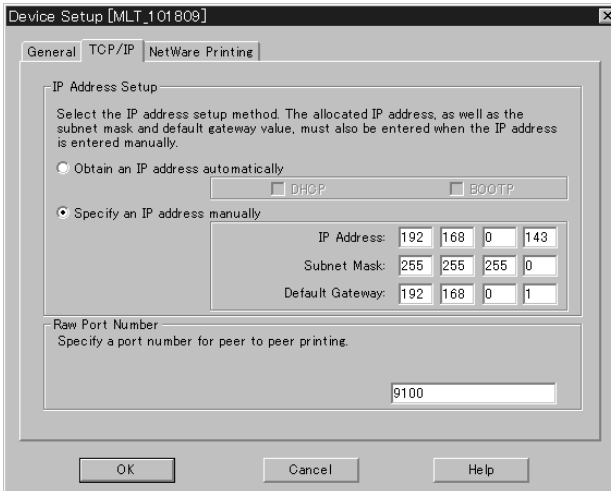 Device Setup [MLT_101809]
General TCP/IP NetWare Printing
IP Address Setup
Select the IP address setup method. The allocated IP address, as well as the
subnet mask and default gateway value, must also be entered when the IP address
is entered manually.
Obtain an IP address automatically
DHCP BOOTP
Specify an IP address manually
IP Address: 192 168 0 143
Subnet Mask: 255 255 255 0
Default Gateway: 192 168 0 1
Raw Port Number
Specify a port number for peer to peer printing.
9100
OK Cancel Help